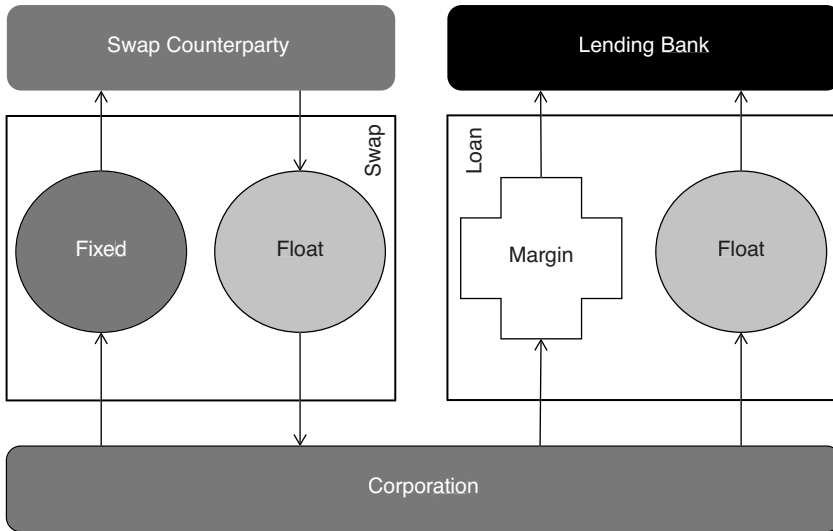 Swap Counterparty
Lending Bank
Swap
Loan
Fixed
Float
Margin
Float
Corporation